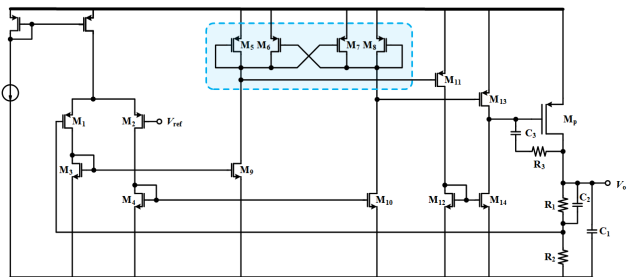 M5 M6 M7 M8
M11
M13
Mp
M1 M2 Vref
C3
R3
M3 M9
Vo
M4 M10 M12 M14
R1 C2 C1
R2